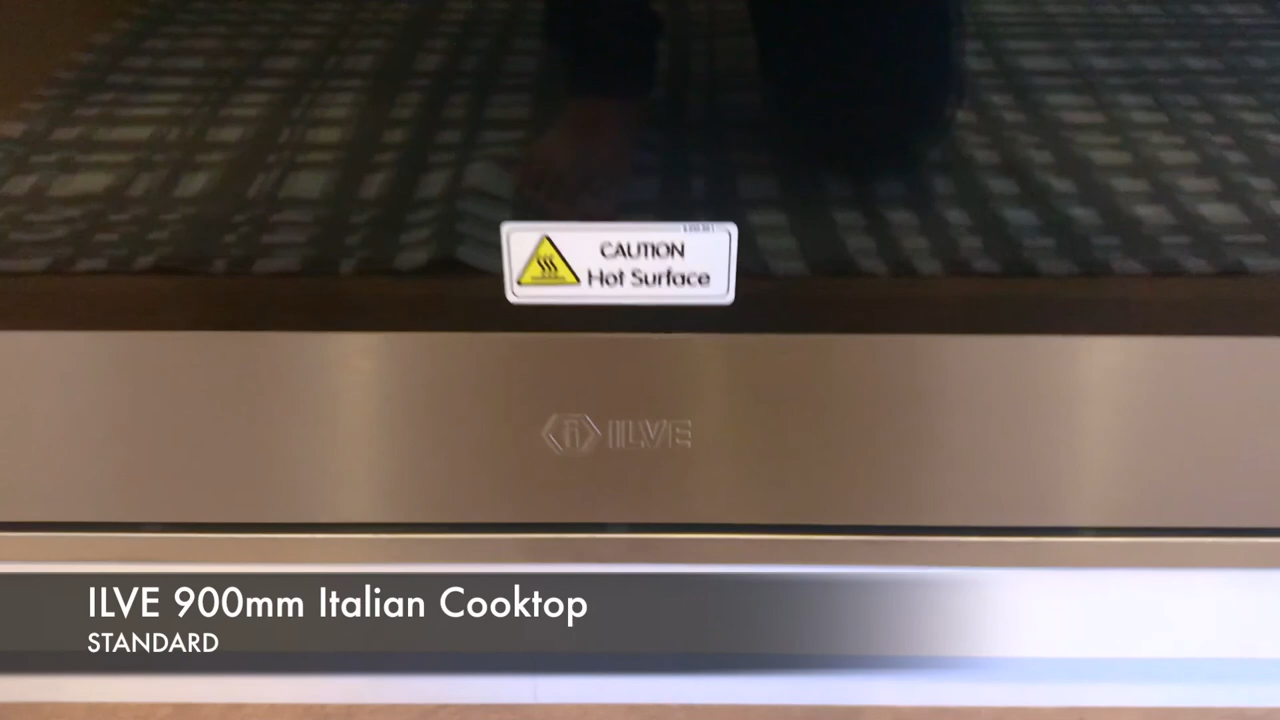 CAUTION
Hot Surface
ILVE
ILVE 900mm Italian Cooktop
STANDARD